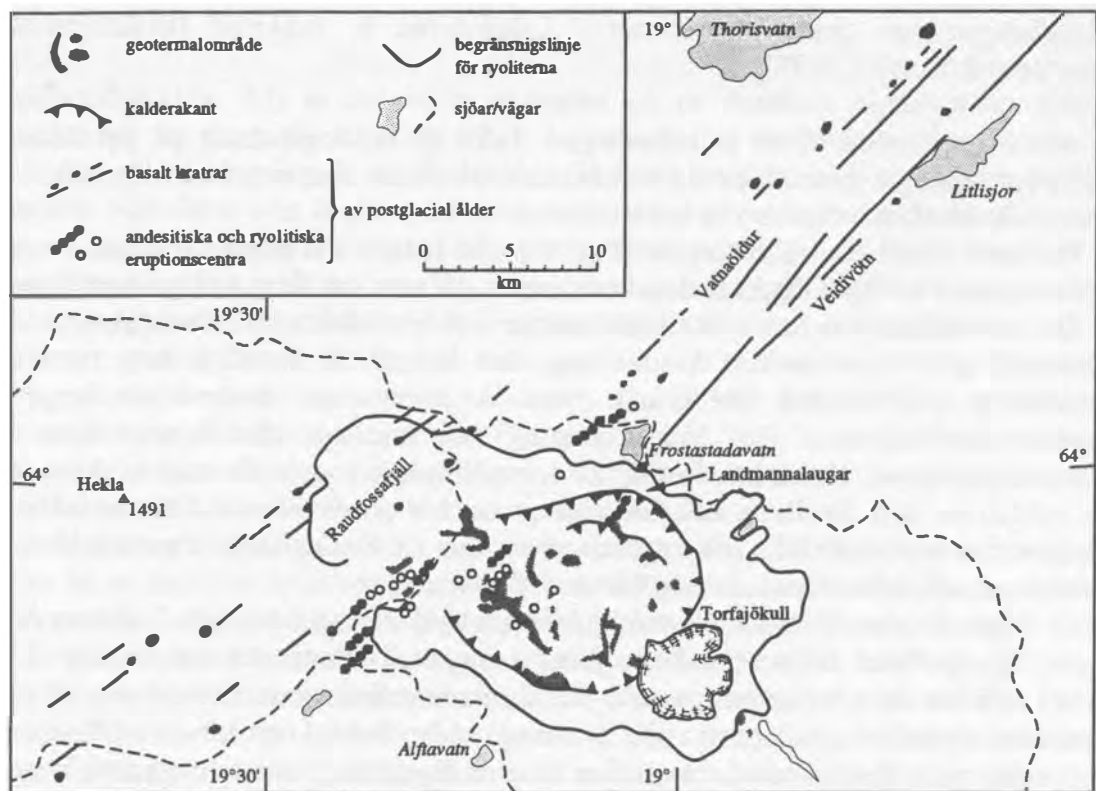 geotermalområde
kalderakant
basalt kratrar
andesitiska och ryolitiska
eruptionscentra
av postglacial ålder
begränsnigslinje
för ryoliterna
sjöar/vägar
0 5 10
km
19°
Thorisvatn
Litlisjor
Vatnaöldur
Veidivötn
19°30'
64°
64°
Frostastadavatn
Landmannalaugar
Hekla
1491
Raudfossafjäll
Torfajökull
Alftavatn
19°30'
19°